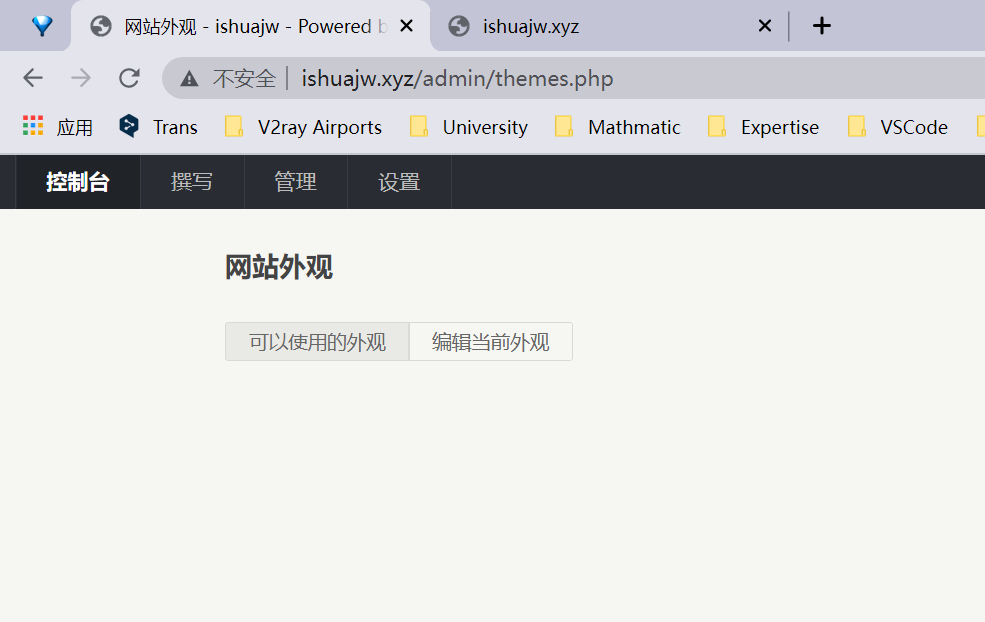 网站外观 - ishuajw - Powered b
ishuajw.xyz
不安全 ishuajw.xyz/admin/themes.php
应用 Trans V2ray Airports University Mathmatic Expertise VSCode
控制台 撰写 管理 设置
网站外观
可以使用的外观 编辑当前外观